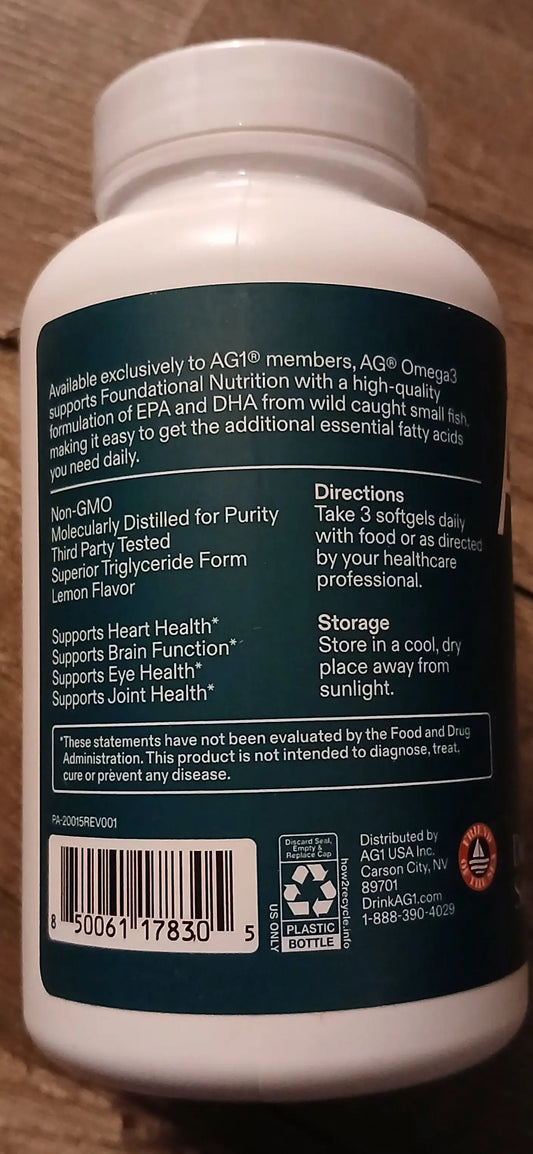 Available exclusively to AG1® members, AG® Omega3
supports Foundational Nutrition with a high-quality
formulation of EPA and DHA from wild caught small fish,
making it easy to get the additional essential fatty acids
you need daily.
Non-GMO
Molecularly Distilled for Purity
Third Party Tested
Superior Triglyceride Form
Lemon Flavor
Supports Heart Health*
Supports Brain Function*
Supports Eye Health*
Supports Joint Health*
Directions
Take 3 softgels daily
with food or as directed
by your healthcare
professional.
Storage
Store in a cool, dry
place away from
sunlight.
*These statements have not been evaluated by the Food and Drug
Administration. This product is not intended to diagnose, treat,
cure or prevent any disease.
PA-20015REV001
8 50061 17830 5
US ONLY
Discard Seal,
Empty &
Replace Cap
PLASTIC
BOTTLE
how2recycle.info
Distributed by
AG1 USA Inc.
Carson City, NV
89701
DrinkAG1.com
1-888-390-4029
FRIEND OF THE